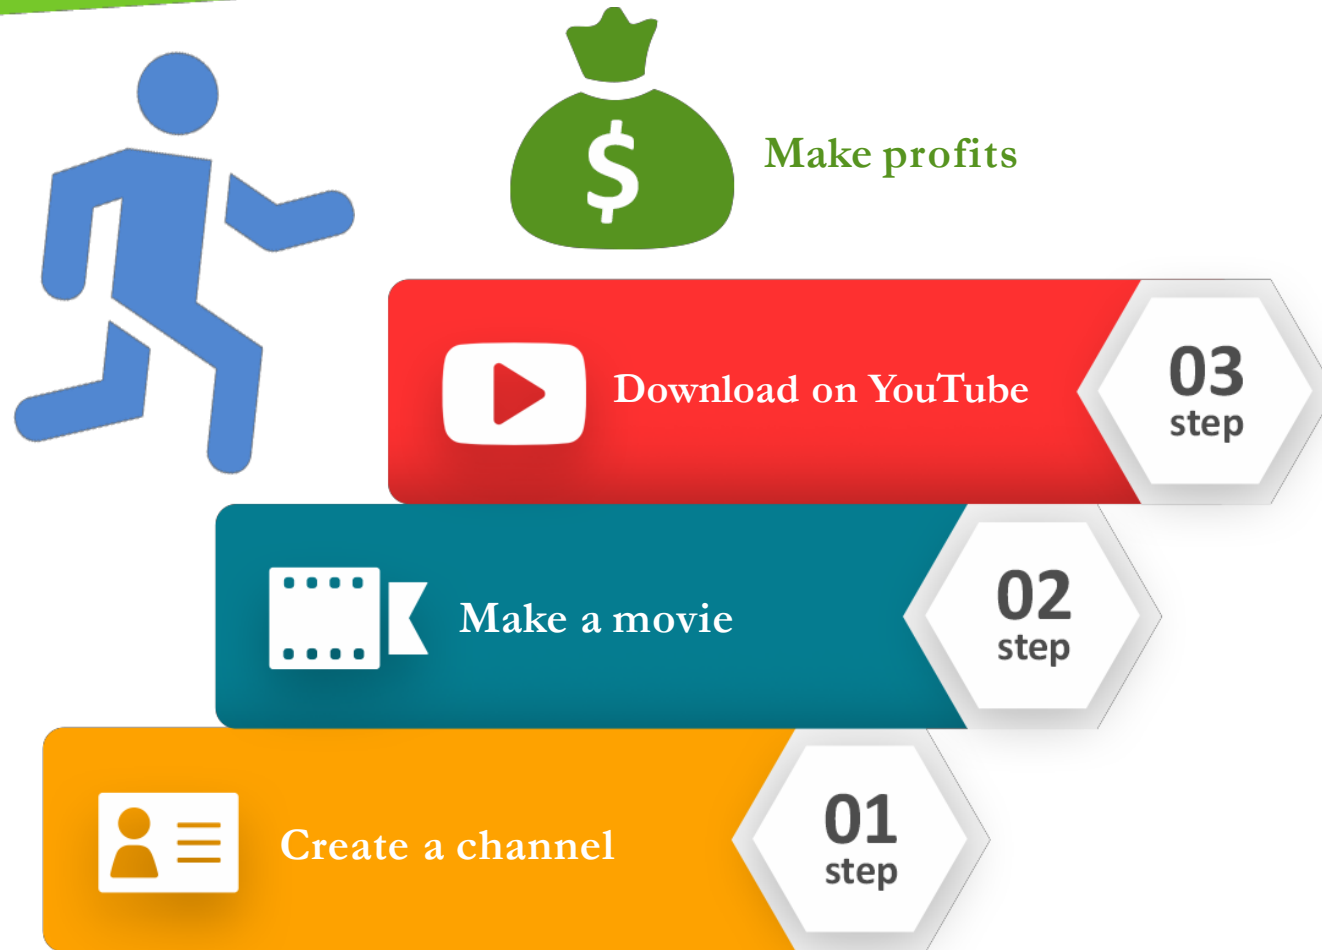 $
Make profits
Download on YouTube
03
step
Make a movie
02
step
Create a channel
01
step